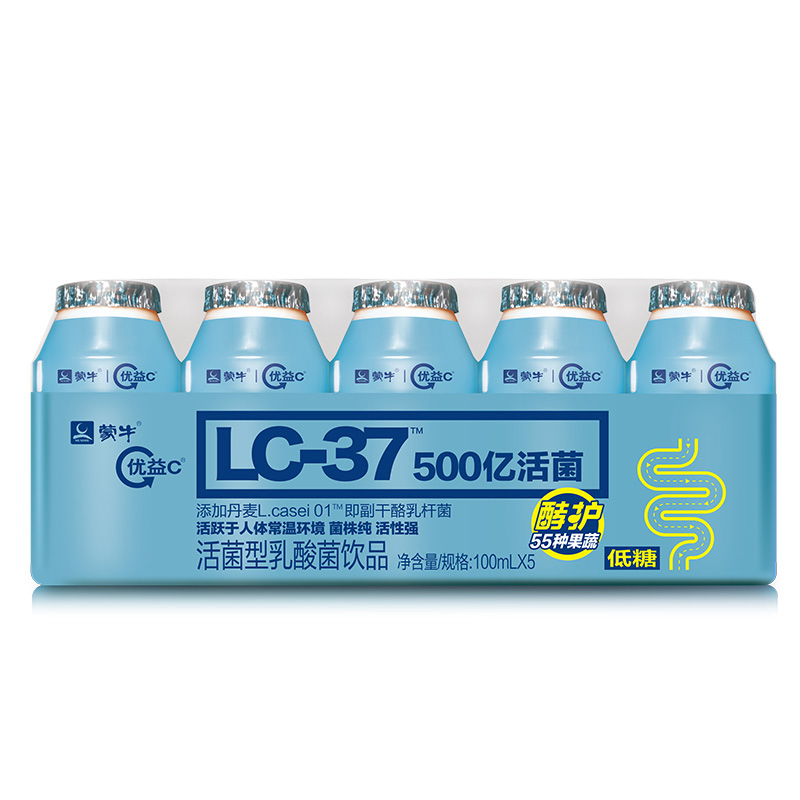 蒙牛 | 优益C
蒙牛 | 优益C
蒙牛 | 优益C
蒙牛 | 优益C
蒙牛 | 优益C
蒙牛®
优益C®
LC-37™ 500亿活菌
添加丹麦L.casei 01™即副干酪乳杆菌
活跃于人体常温环境 菌株纯 活性强
活菌型乳酸菌饮品 净含量/规格:100mLX5
酵护
55种果蔬
低糖